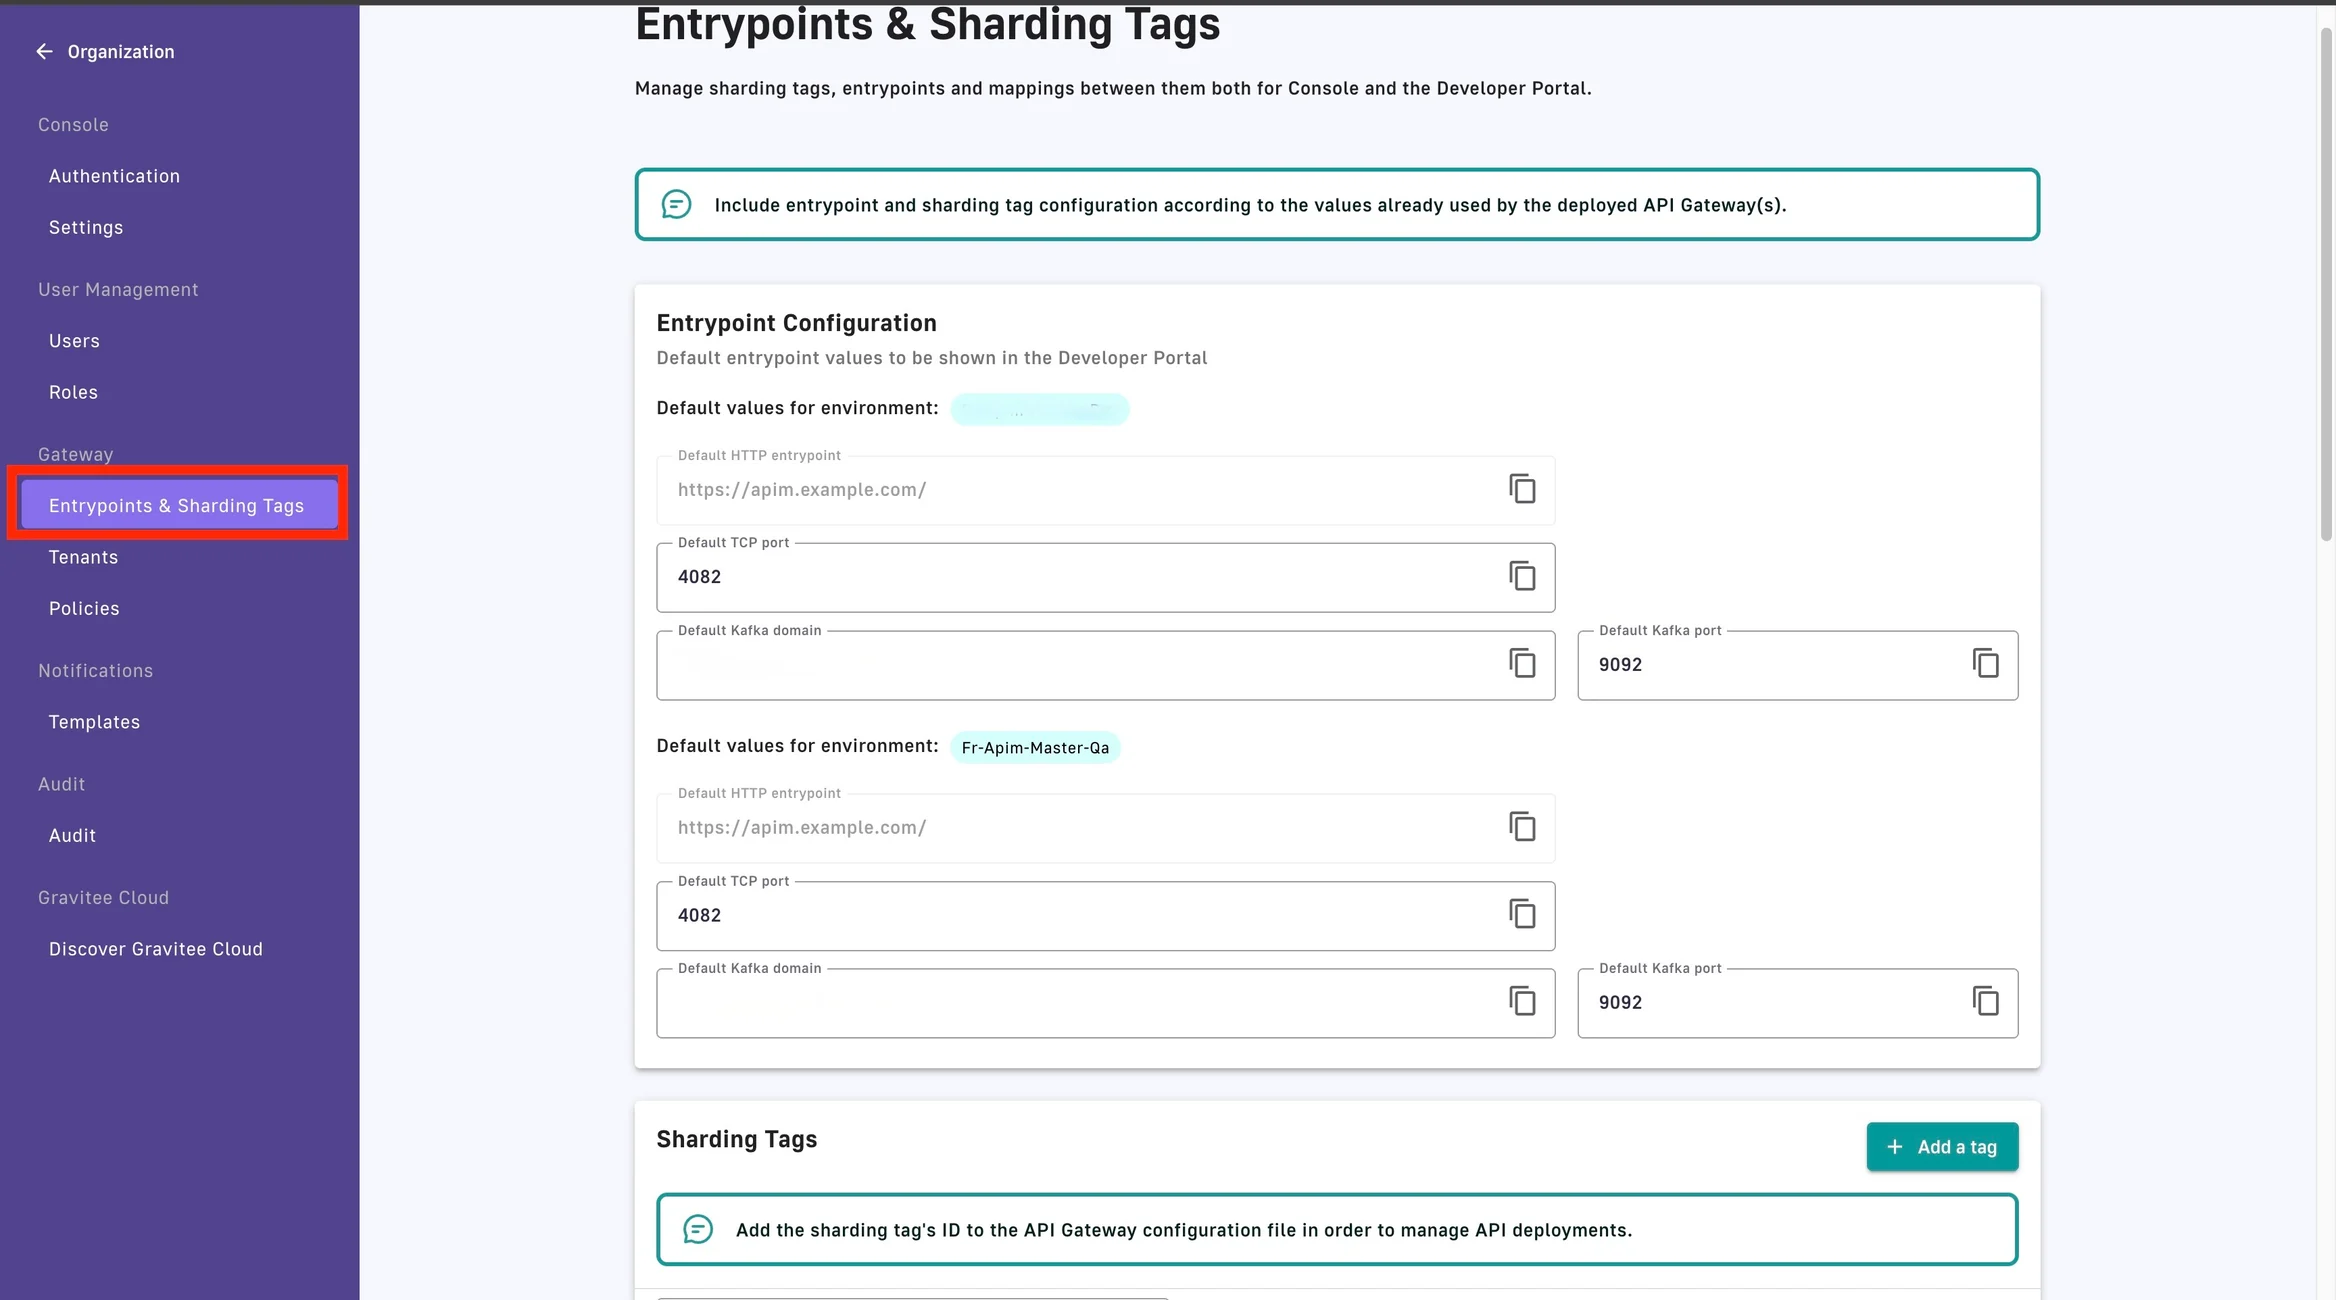 Organization
Console
Authentication
Settings
User Management
Users
Roles
Gateway
Entrypoints & Sharding Tags
Tenants
Policies
Notifications
Templates
Audit
Audit
Gravitee Cloud
Discover Gravitee Cloud
Entrypoints & Sharding Tags
Manage sharding tags, entrypoints and mappings between them both for Console and the Developer Portal.
Include entrypoint and sharding tag configuration according to the values already used by the deployed API Gateway(s).
Entrypoint Configuration
Default entrypoint values to be shown in the Developer Portal
Default values for environment:
Default HTTP entrypoint
https://apim.example.com/
Default TCP port
4082
Default Kafka domain
Default Kafka port
9092
Default values for environment: Fr-Apim-Master-Qa
Default HTTP entrypoint
https://apim.example.com/
Default TCP port
4082
Default Kafka domain
Default Kafka port
9092
Sharding Tags
+ Add a tag
Add the sharding tag's ID to the API Gateway configuration file in order to manage API deployments.